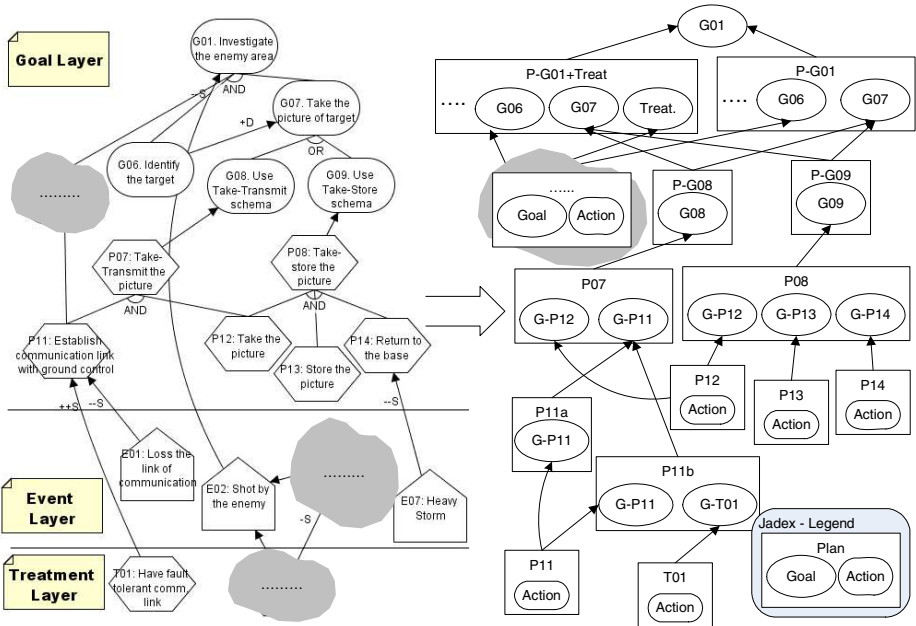 Goal Layer
G01. Investigate
the enemy area
--S
AND
G07. Take the
picture of target
+D
OR
G06. Identify
the target
G08. Use
Take-Transmit
schema
G09. Use
Take-Store
schema
.........
P07: Take-
Transmit the
picture
P08: Take-
store the
picture
AND
AND
P11: Establish
communication link
with ground control
P12: Take the
picture
P13: Store the
picture
P14: Return to
the base
++S
--S
--S
Event
Layer
E01: Loss the
link of
communication
E02: Shot by
the enemy
.........
-S
E07: Heavy
Storm
Treatment
Layer
T01: Have fault
tolerant comm.
link
.........
G01
P-G01+Treat
....
G06
G07
Treat.
P-G01
....
G06
G07
......
Goal
Action
P-G08
G08
P-G09
G09
P07
G-P12
G-P11
P08
G-P12
G-P13
G-P14
P12
Action
P13
Action
P14
Action
P11a
G-P11
P11b
G-P11
G-T01
P11
Action
T01
Action
Jadex - Legend
Plan
Goal
Action